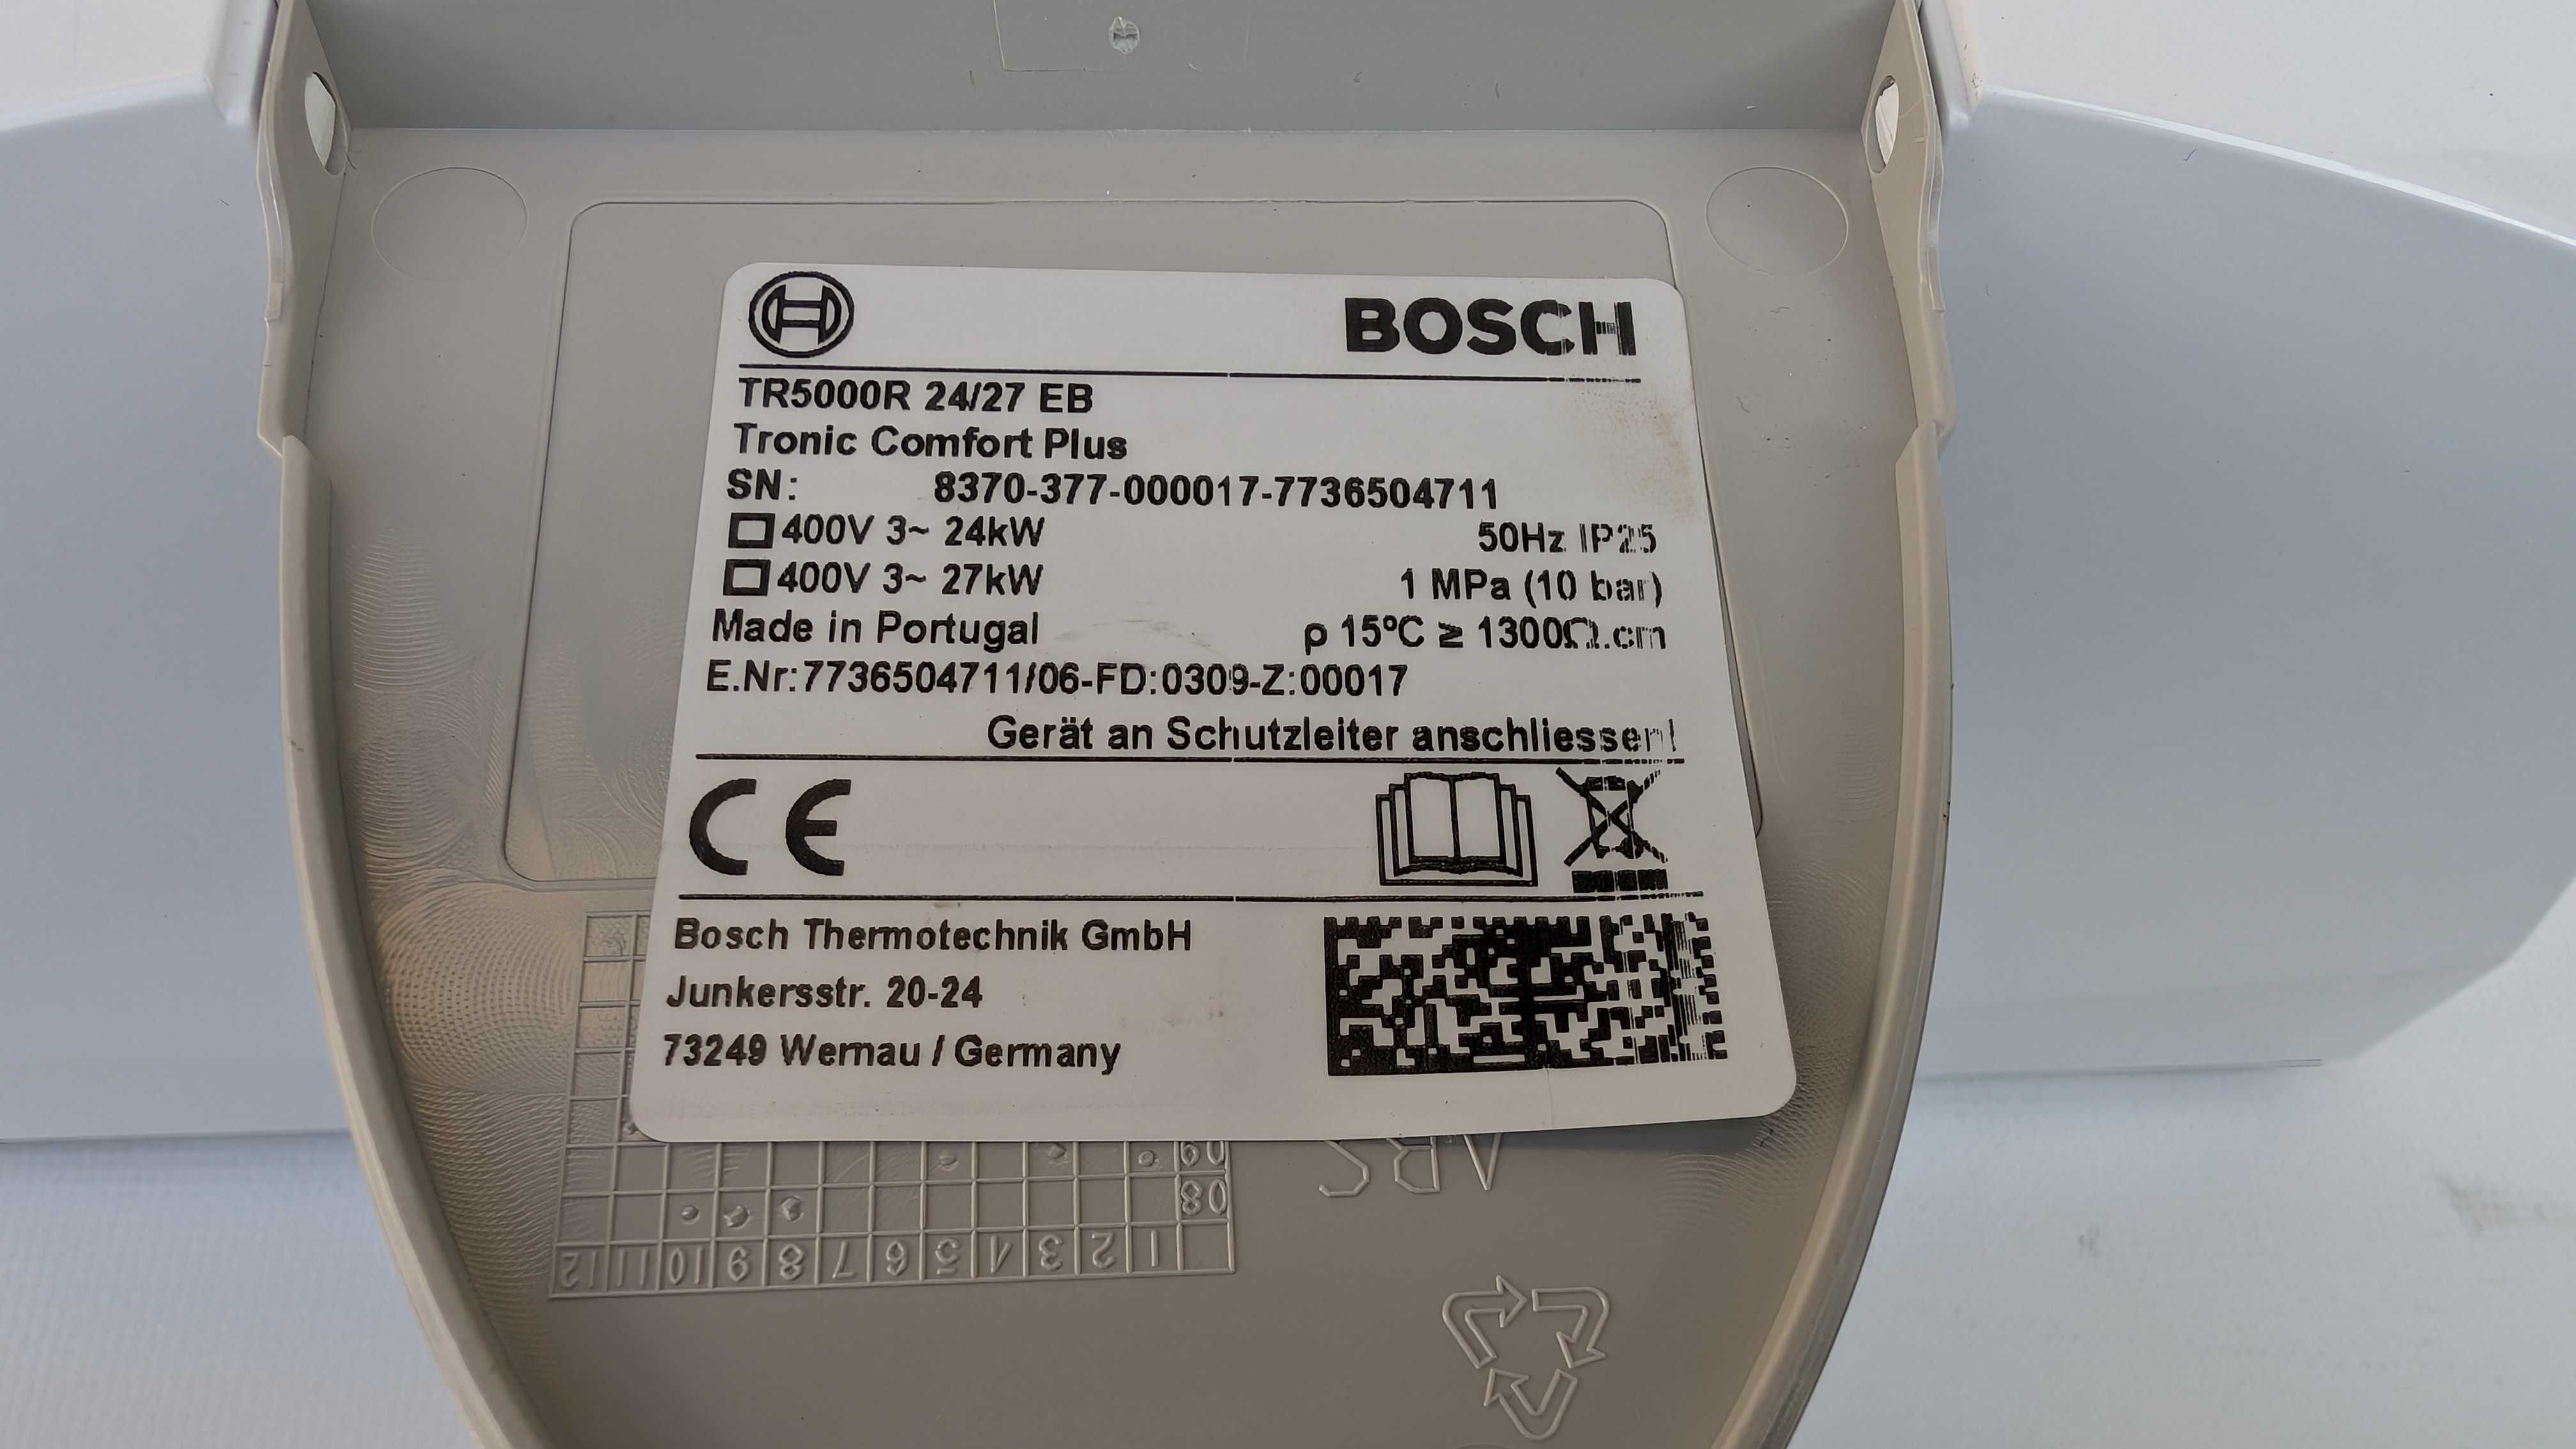 BOSCH
TR5000R 24/27 EB
Tronic Comfort Plus
SN: 8370-377-000017-7736504711
400V 3~ 24kW 50Hz IP25
400V 3~ 27kW 1 MPa (10 bar)
Made in Portugal ρ 15ºC ≥ 1300Ω.cm
E.Nr:7736504711/06-FD:0309-Z:00017
Gerät an Schutzleiter anschliessen!
CE
Bosch Thermotechnik GmbH
Junkersstr. 20-24
73249 Wernau / Germany
ABS
09
08
1 2 3 4 5 6 7 8 9 10 11 12